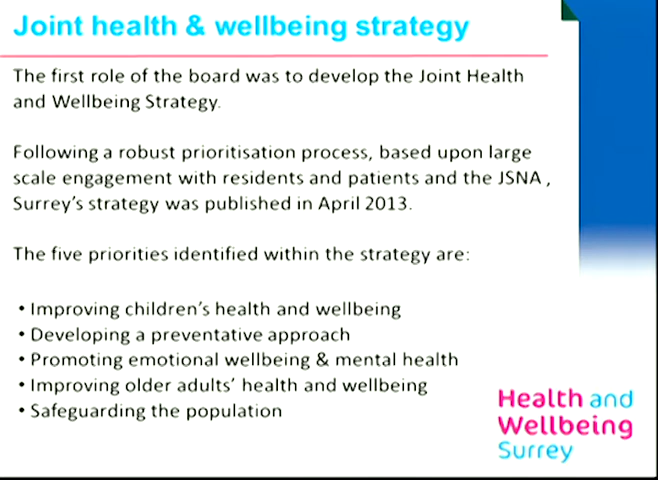 Joint health & wellbeing strategy
The first role of the board was to develop the Joint Health
and Wellbeing Strategy.
Following a robust prioritisation process, based upon large
scale engagement with residents and patients and the JSNA ,
Surrey's strategy was published in April 2013.
The five priorities identified within the strategy are:
• Improving children's health and wellbeing
• Developing a preventative approach
• Promoting emotional wellbeing & mental health
• Improving older adults' health and wellbeing
• Safeguarding the population
Health and
Wellbeing
Surrey